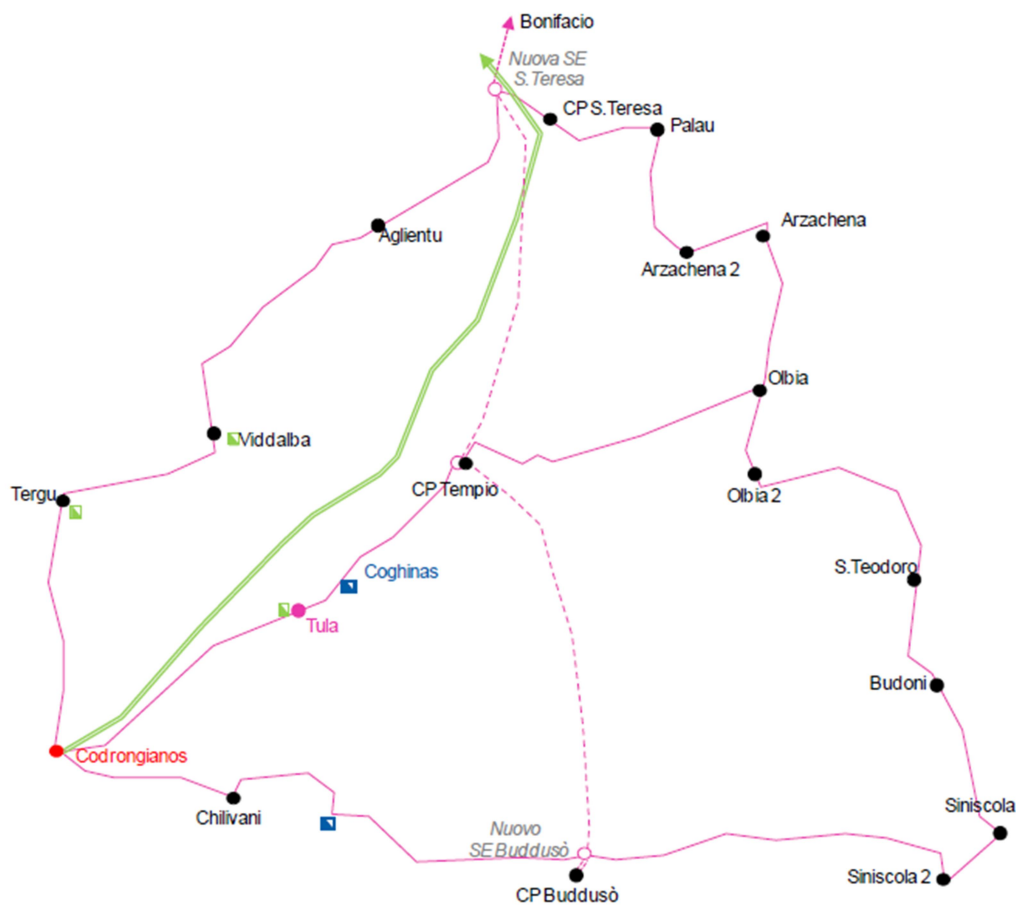 Bonifacio
Nuova SE
S.Teresa
CP S.Teresa
Palau
Arzachena
Aglientu
Arzachena 2
Olbia
Viddalba
CP Tempio
Tergu
Olbia 2
Coghinas
S.Teodoro
Tula
Budoni
Codrongianos
Siniscola
Chilivani
Nuovo
SE Buddusò
Siniscola 2
CP Buddusò